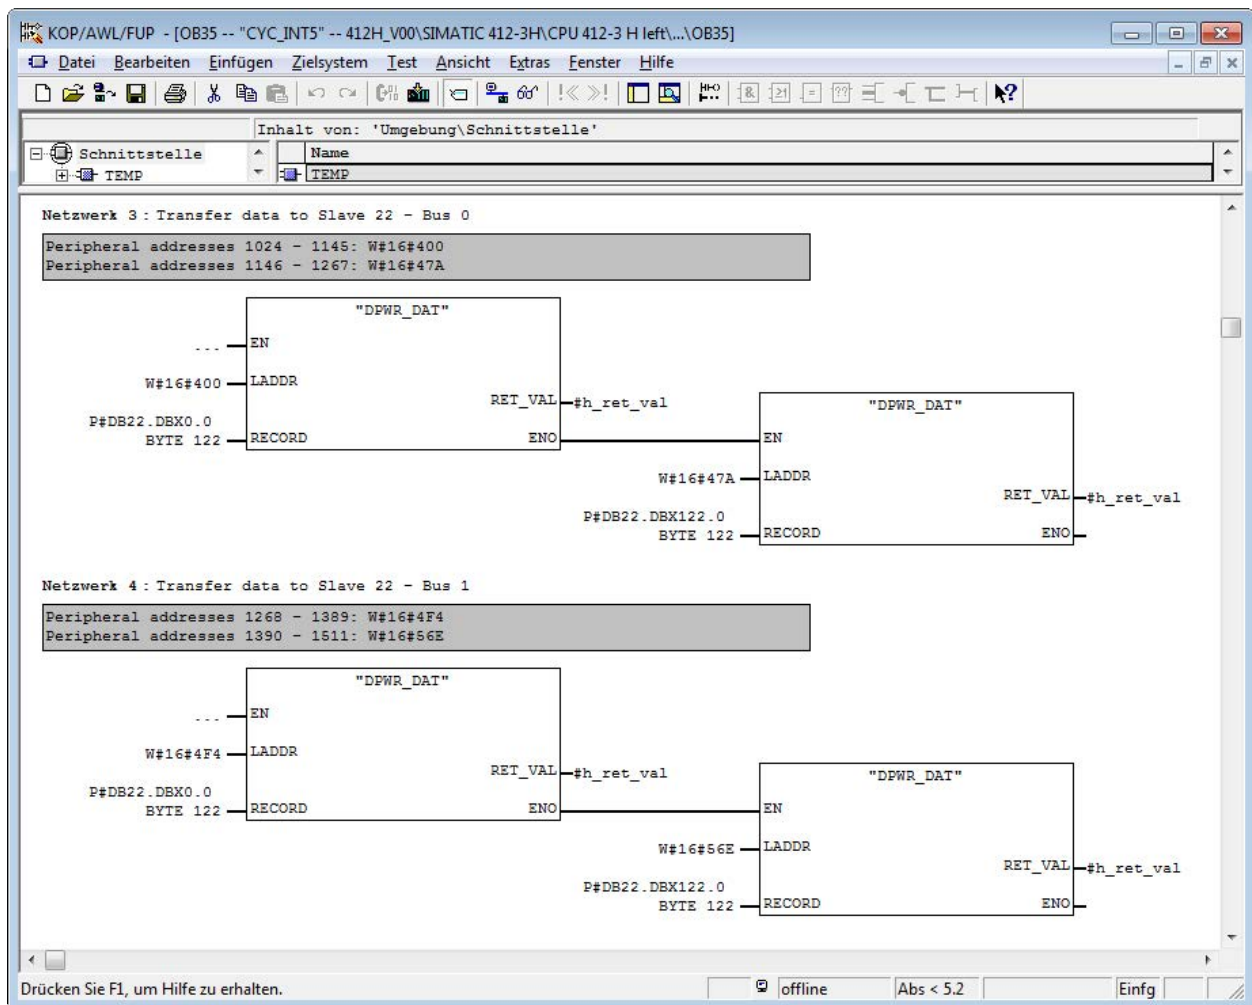 KOP/AWL/FUP - [OB35 -- "CYC_INT5" -- 412H_V00\SIMATIC 412-3H\CPU 412-3 H left\...\OB35]
Datei Bearbeiten Einfügen Zielsystem Test Ansicht Extras Fenster Hilfe
Inhalt von: 'Umgebung\Schnittstelle'
Schnittstelle
TEMP
Name
TEMP
Netzwerk 3 : Transfer data to Slave 22 - Bus 0
Peripheral addresses 1024 - 1145: W#16#400
Peripheral addresses 1146 - 1267: W#16#47A
"DPWR_DAT"
... EN
W#16#400 LADDR
RET_VAL #h_ret_val
P#DB22.DBX0.0
BYTE 122 RECORD ENO
"DPWR_DAT"
EN
W#16#47A LADDR
RET_VAL #h_ret_val
P#DB22.DBX122.0
BYTE 122 RECORD ENO
Netzwerk 4 : Transfer data to Slave 22 - Bus 1
Peripheral addresses 1268 - 1389: W#16#4F4
Peripheral addresses 1390 - 1511: W#16#56E
"DPWR_DAT"
... EN
W#16#4F4 LADDR
RET_VAL #h_ret_val
P#DB22.DBX0.0
BYTE 122 RECORD ENO
"DPWR_DAT"
EN
W#16#56E LADDR
RET_VAL #h_ret_val
P#DB22.DBX122.0
BYTE 122 RECORD ENO
Drücken Sie F1, um Hilfe zu erhalten. offline Abs < 5.2 Einfg